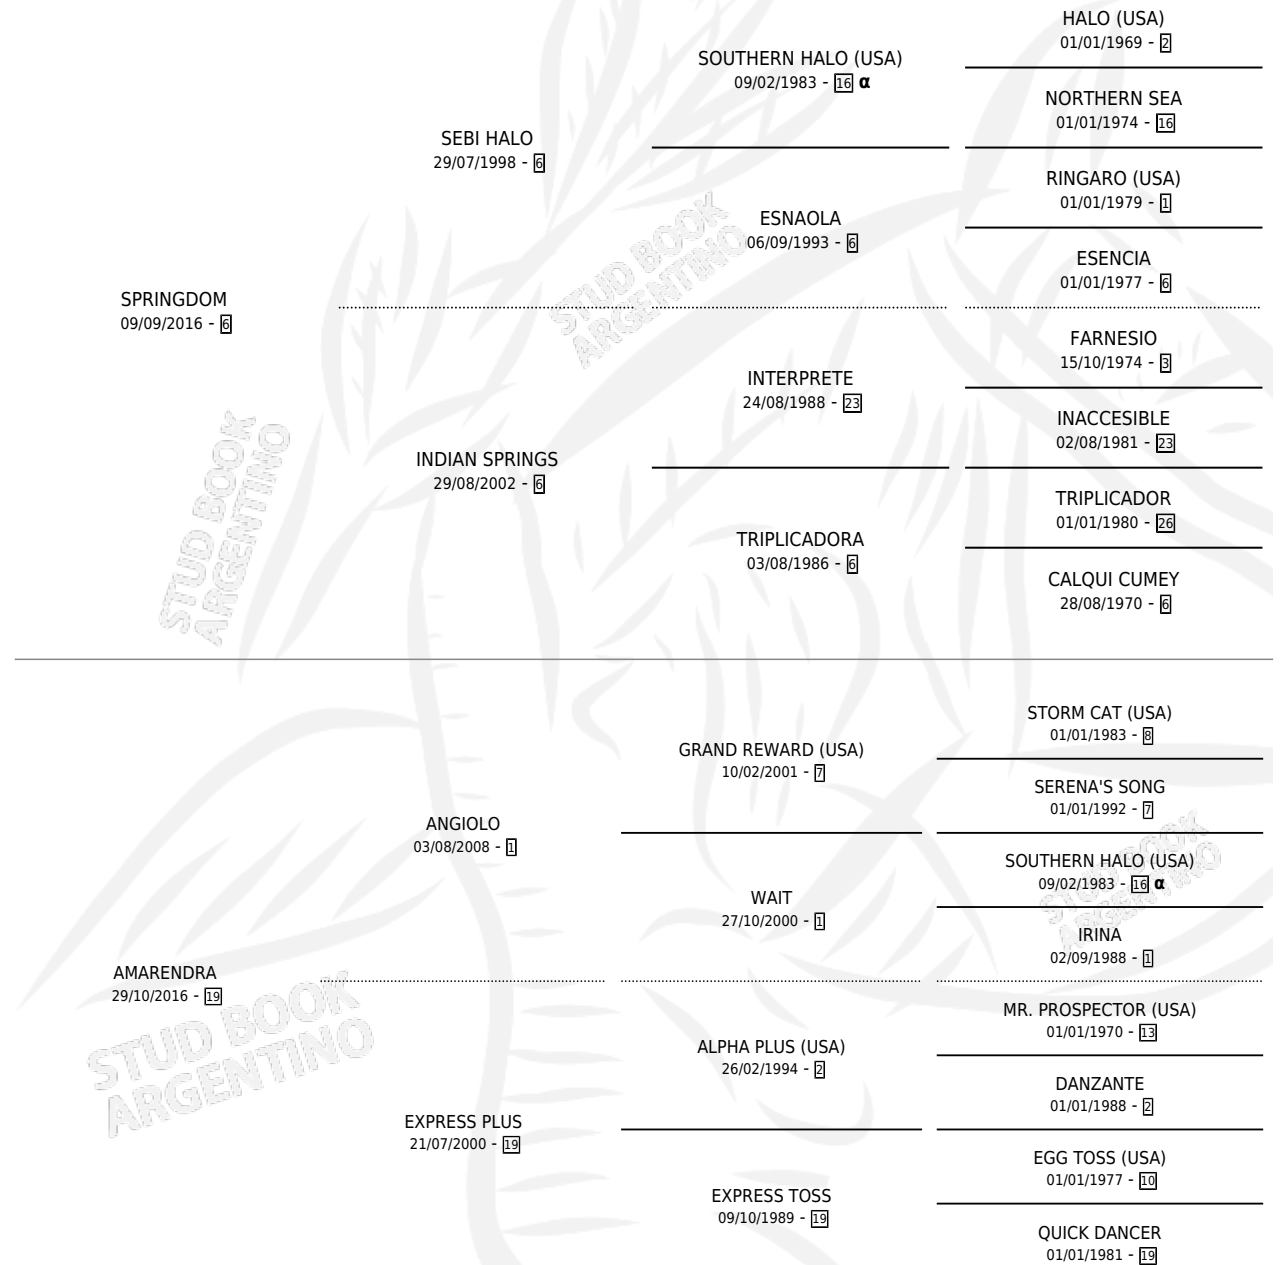 HALO (USA)
01/01/1969 - 2
SOUTHERN HALO (USA)
09/02/1983 - 16 α
NORTHERN SEA
01/01/1974 - 16
SEBI HALO
29/07/1998 - 6
RINGARO (USA)
01/01/1979 - 1
ESNAOLA
06/09/1993 - 6
ESENCIA
01/01/1977 - 6
STUD BOOK
ARGENTINO
SPRINGDOM
09/09/2016 - 6
FARNESIO
15/10/1974 - 3
INTERPRETE
24/08/1988 - 23
INACCESIBLE
02/08/1981 - 23
INDIAN SPRINGS
29/08/2002 - 6
TRIPLICADOR
01/01/1980 - 26
TRIPLICADORA
03/08/1986 - 6
CALQUI CUMEY
28/08/1970 - 6
STUD BOOK
ARGENTINO
STORM CAT (USA)
01/01/1983 - 8
GRAND REWARD (USA)
10/02/2001 - 7
SERENA'S SONG
01/01/1992 - 7
ANGIOLO
03/08/2008 - 1
SOUTHERN HALO (USA)
09/02/1983 - 16 α
STUD BOOK
ARGENTINO
WAIT
27/10/2000 - 1
IRINA
02/09/1988 - 1
AMARENDRA
29/10/2016 - 19
STUD BOOK
ARGENTINO
MR. PROSPECTOR (USA)
01/01/1970 - 13
ALPHA PLUS (USA)
26/02/1994 - 2
DANZANTE
01/01/1988 - 2
EXPRESS PLUS
21/07/2000 - 19
EGG TOSS (USA)
01/01/1977 - 10
EXPRESS TOSS
09/10/1989 - 19
QUICK DANCER
01/01/1981 - 19